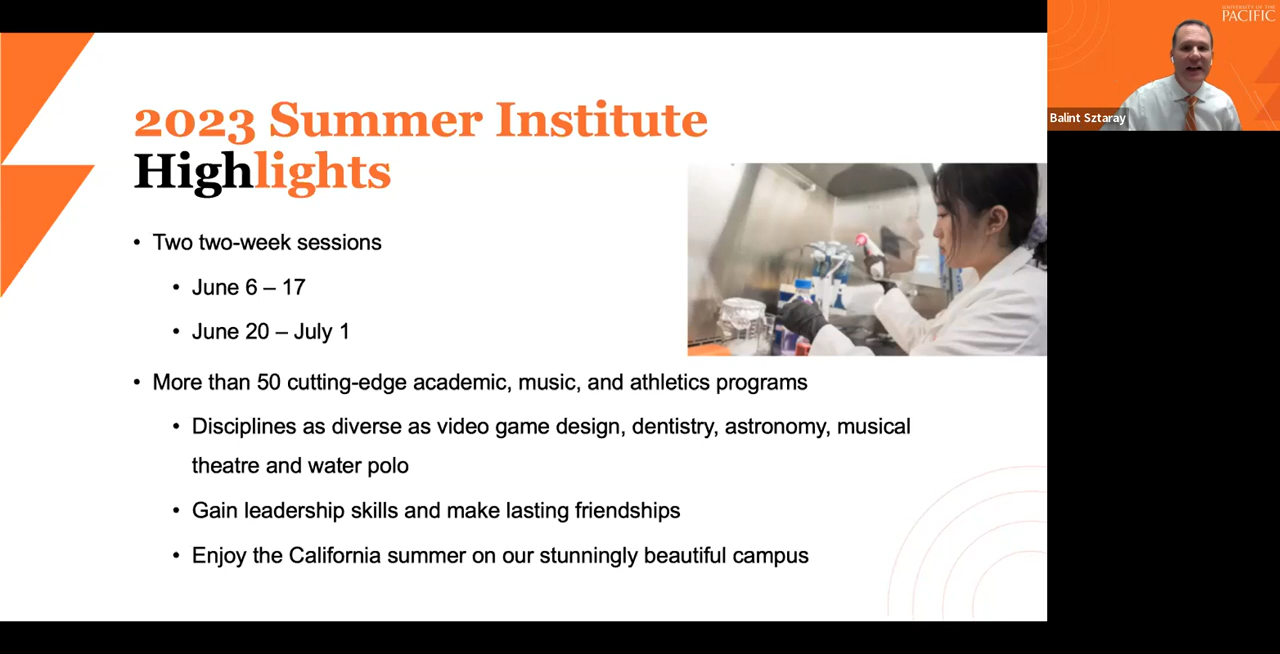 UNIVERSITY OF THE
PACIFIC
Balint Sztaray
2023 Summer Institute
Highlights
• Two two-week sessions
• June 6 – 17
• June 20 – July 1
• More than 50 cutting-edge academic, music, and athletics programs
• Disciplines as diverse as video game design, dentistry, astronomy, musical
theatre and water polo
• Gain leadership skills and make lasting friendships
• Enjoy the California summer on our stunningly beautiful campus